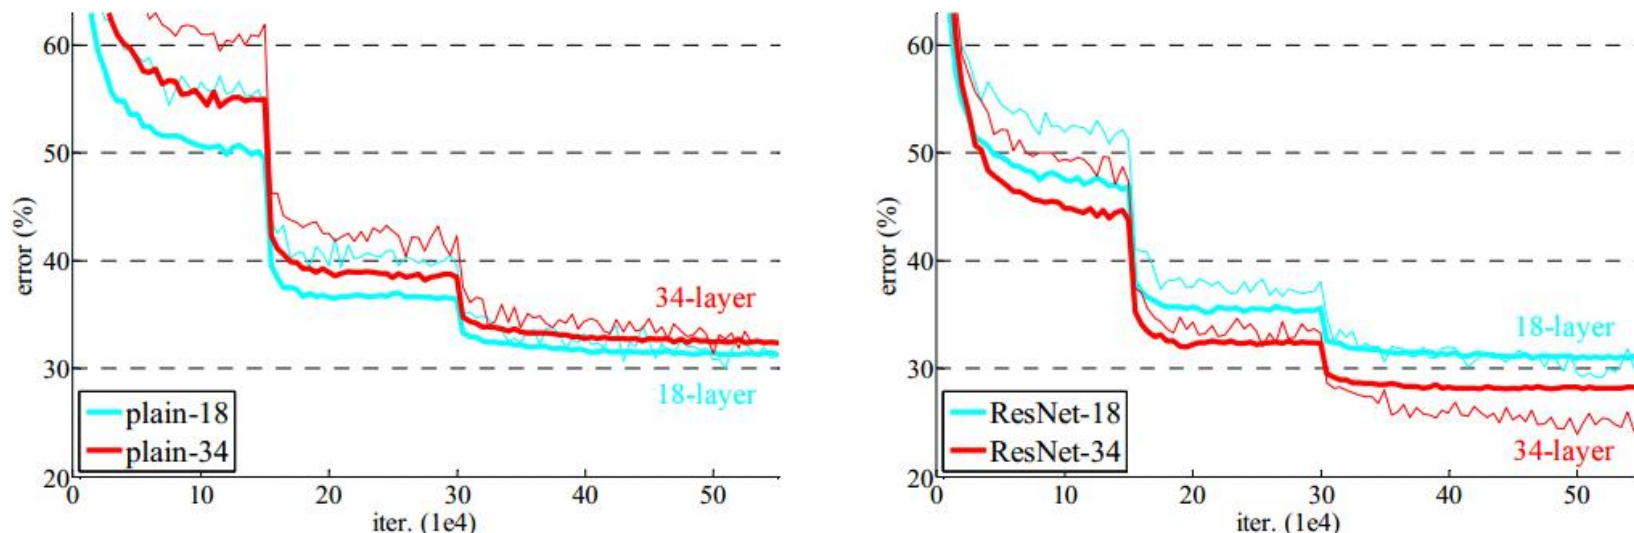 60
50
40
30
20
error (%)
34-layer
18-layer
plain-18
plain-34
0 10 20 30 40 50
iter. (1e4)
60
50
40
30
20
error (%)
18-layer
34-layer
ResNet-18
ResNet-34
0 10 20 30 40 50
iter. (1e4)